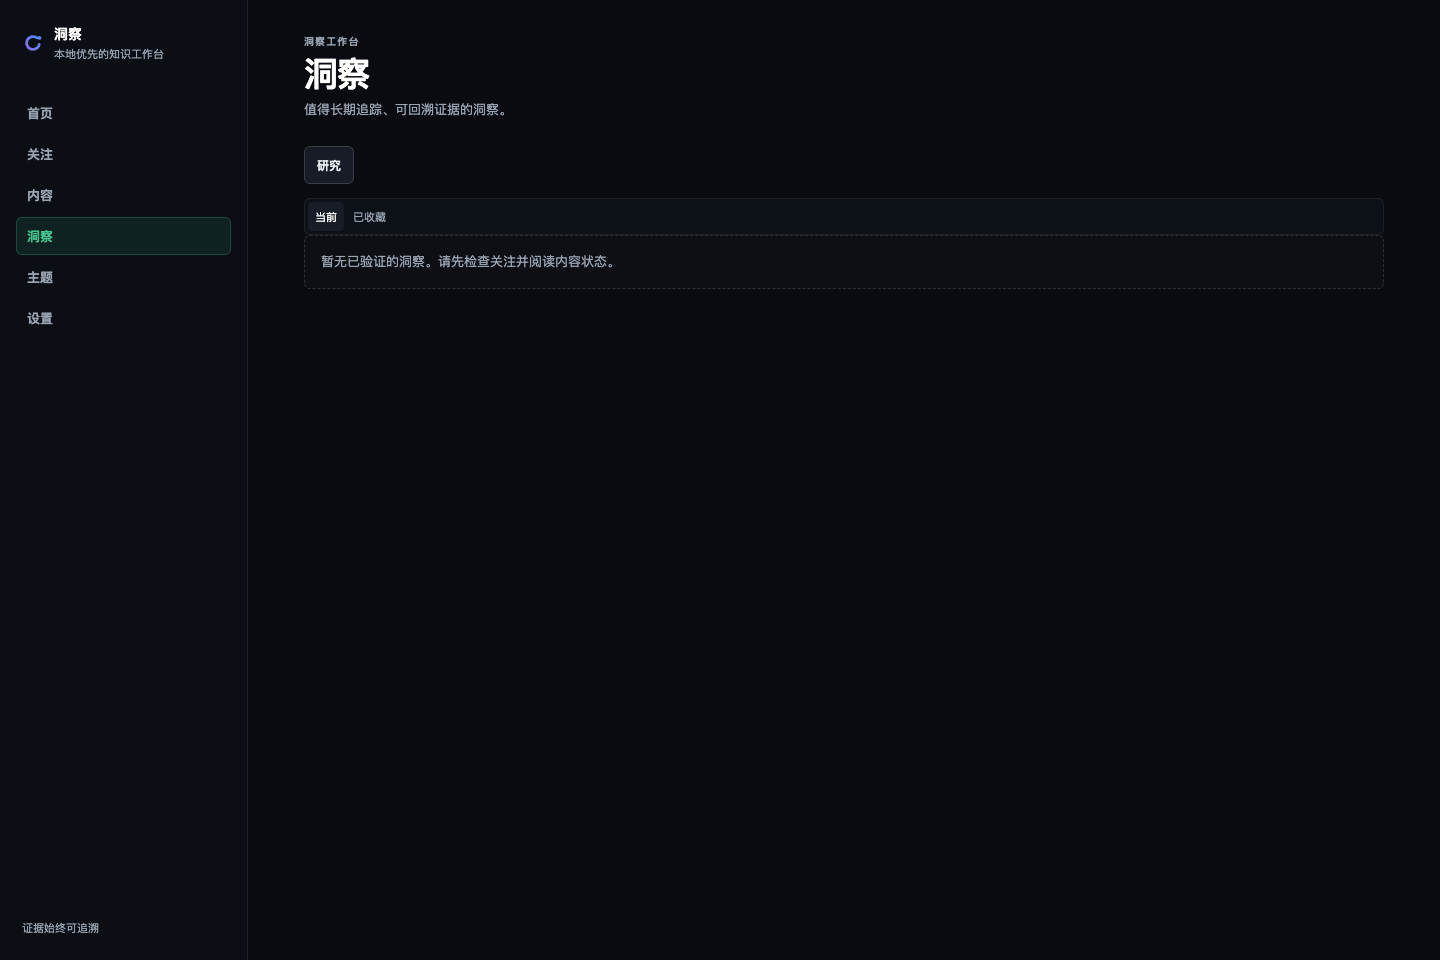 洞察
本地优先的知识工作台
首页
关注
内容
洞察
主题
设置
证据始终可追溯
洞察工作台
洞察
值得长期追踪、可回溯证据的洞察。
研究
当前 已收藏
暂无已验证的洞察。请先检查关注并阅读内容状态。